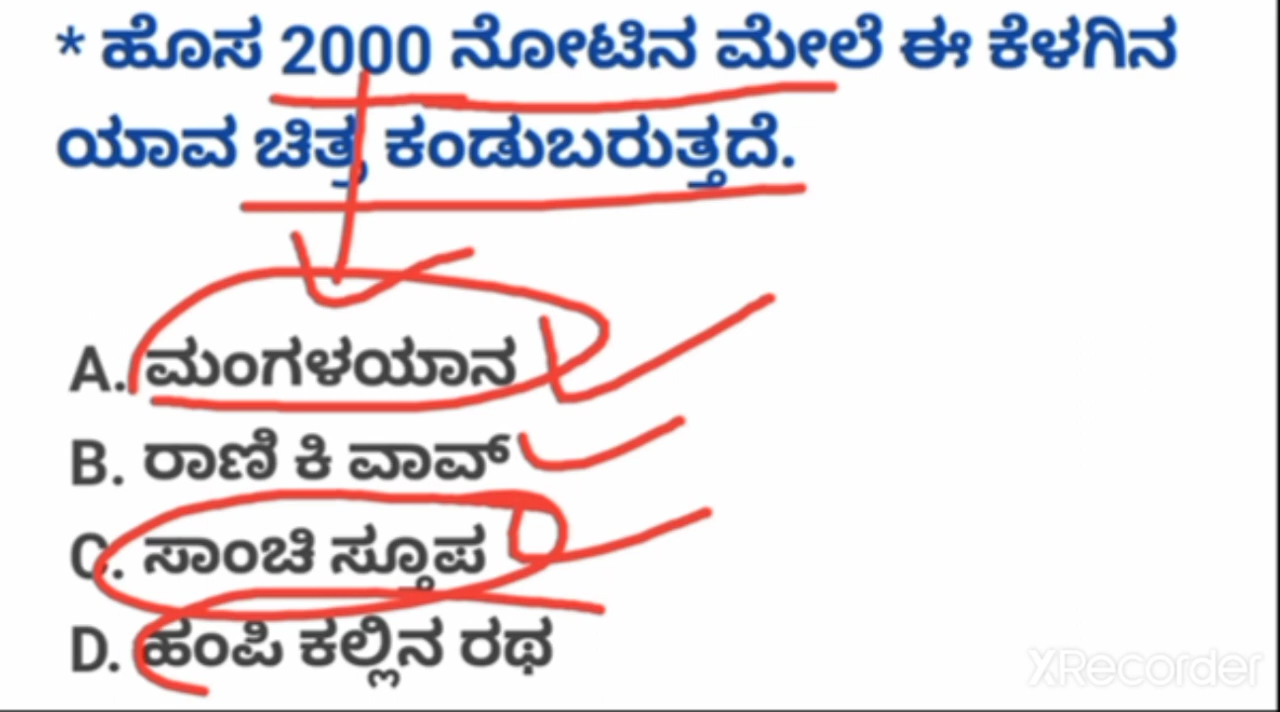 * ಹೊಸ 2000 ನೋಟಿನ ಮೇಲೆ ಈ ಕೆಳಗಿನ
ಯಾವ ಚಿತ್ರ ಕಂಡುಬರುತ್ತದೆ.
A. ಮಂಗಳಯಾನ
B. ರಾಣಿ ಕಿ ವಾವ್
C. ಸಾಂಚಿ ಸ್ತೂಪ
D. ಹಂಪಿ ಕಲ್ಲಿನ ರಥ
XRecorder